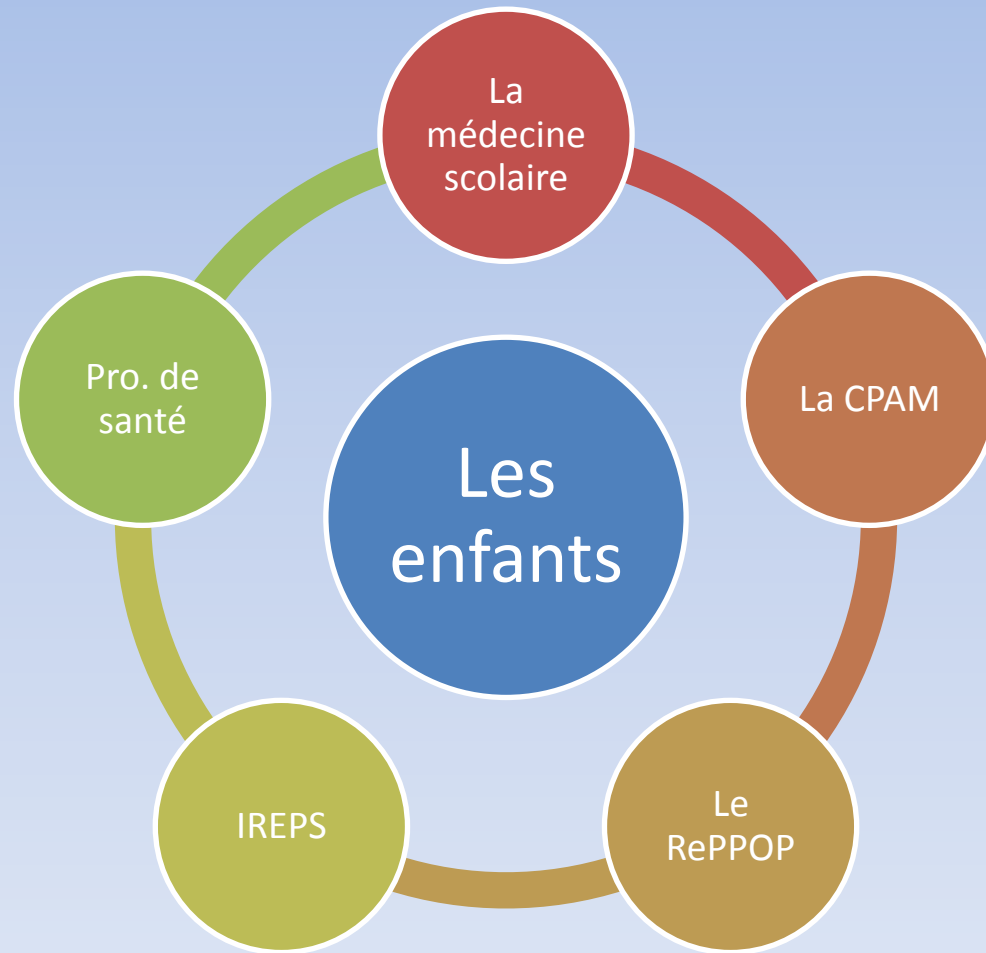 La
médecine
scolaire
Pro. de
santé
La CPAM
Les
enfants
IREPS
Le
RePPOP